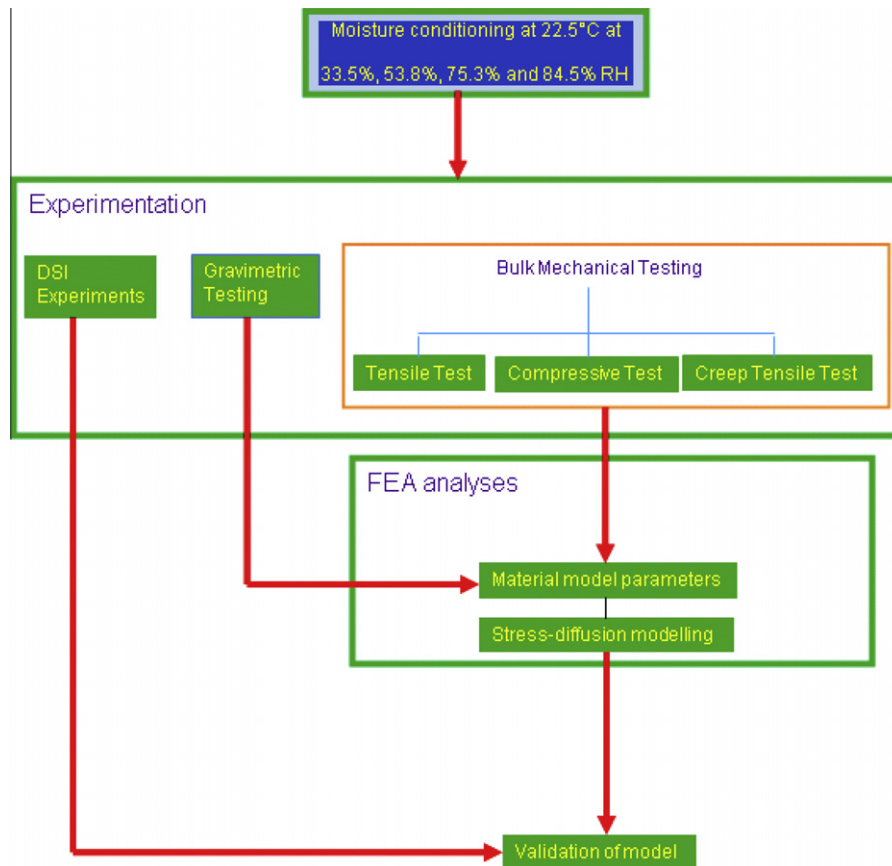 Moisture conditioning at 22.5°C at
33.5%, 53.8%, 75.3% and 84.5% RH
Experimentation
DSI
Experiments
Gravimetric
Testing
Bulk Mechanical Testing
Tensile Test
Compressive Test
Creep Tensile Test
FEA analyses
Material model parameters
Stress-diffusion modelling
Validation of model